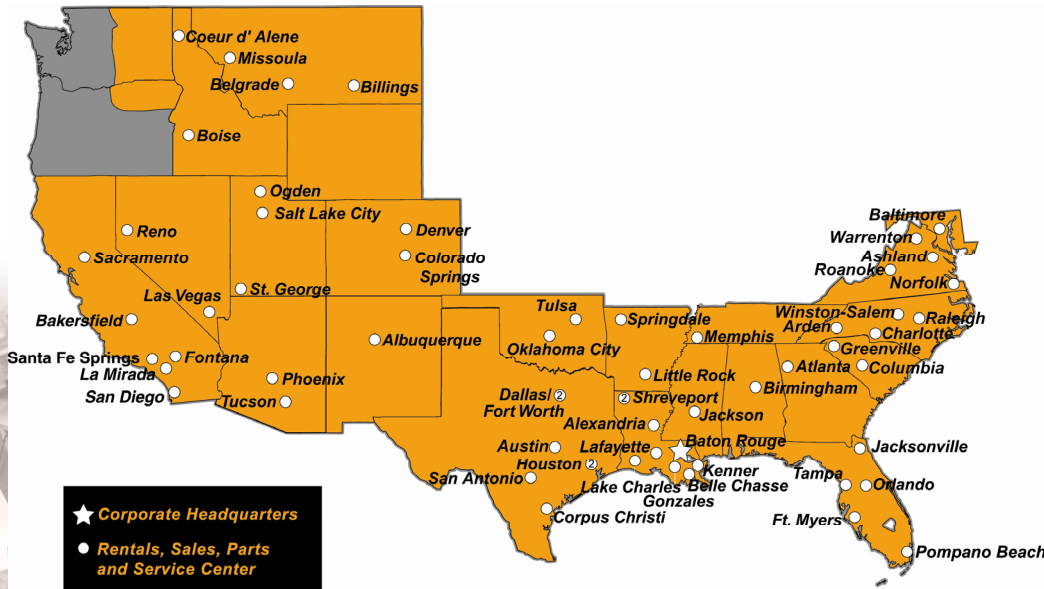 Coeur d' Alene
Missoula
Belgrade
Billings
Boise
Ogden
Salt Lake City
Reno
Denver
Sacramento
Colorado
Springs
Las Vegas
St. George
Bakersfield
Albuquerque
Santa Fe Springs
Fontana
La Mirada
San Diego
Phoenix
Tucson
Tulsa
Oklahoma City
Springdale
Memphis
Little Rock
Dallas/
Fort Worth
2
2
Shreveport
Alexandria
Jackson
Birmingham
Atlanta
Baltimore
Warrenton
Ashland
Roanoke
Norfolk
Winston-Salem
Raleigh
Arden
Charlotte
Greenville
Columbia
Austin
Lafayette
Baton Rouge
Houston
2
San Antonio
Lake Charles
Kenner
Belle Chasse
Gonzales
Corpus Christi
Jacksonville
Tampa
Orlando
Ft. Myers
Pompano Beach
Corporate Headquarters
Rentals, Sales, Parts
and Service Center